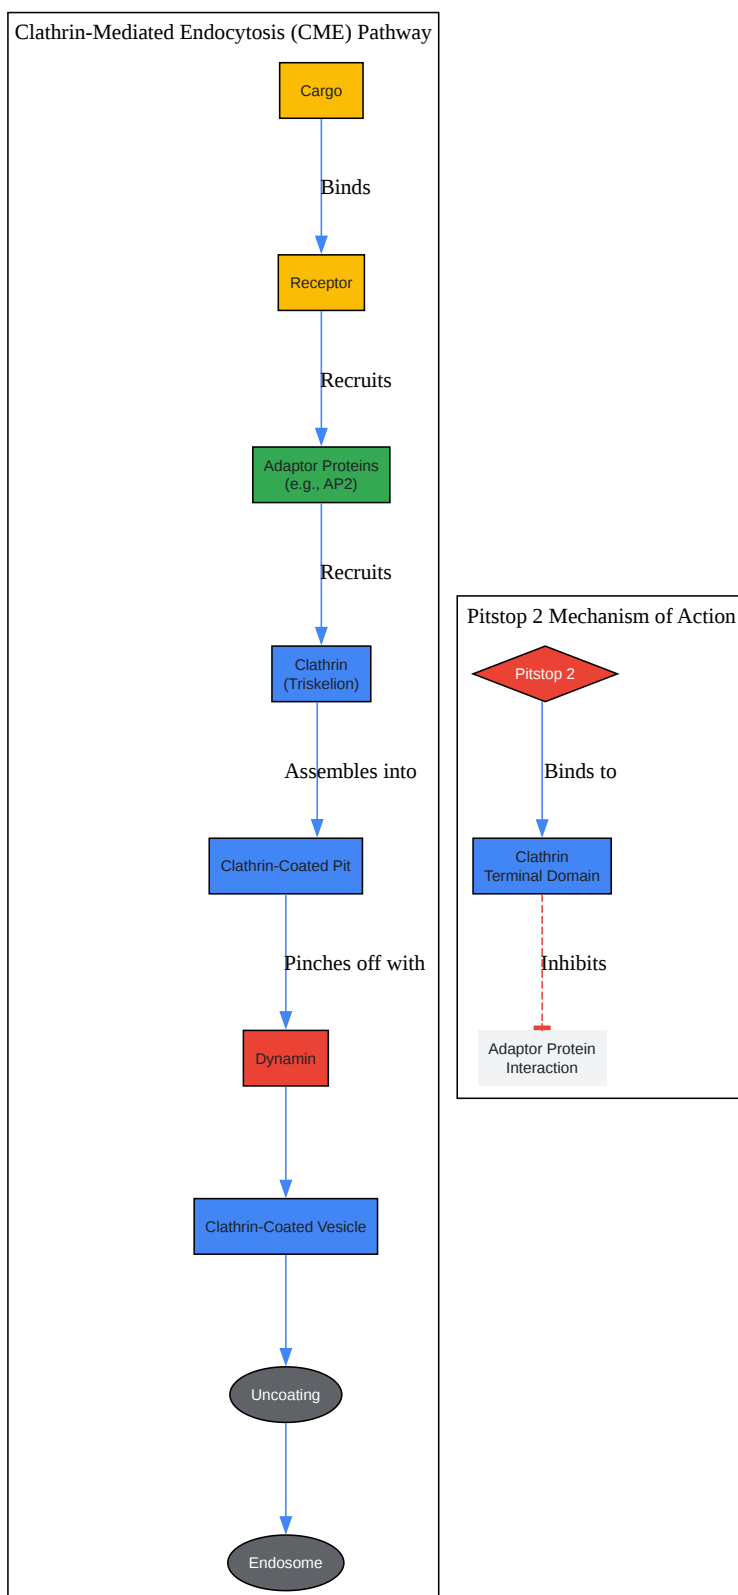 Clathrin-Mediated Endocytosis (CME) Pathway
Cargo
Binds
Receptor
Recruits
Adaptor Proteins
(e.g., AP2)
Recruits
Clathrin
(Triskelion)
Assembles into
Clathrin-Coated Pit
Pinches off with
Dynamin
Clathrin-Coated Vesicle
Uncoating
Endosome
Pitstop 2 Mechanism of Action
Pitstop 2
Binds to
Clathrin
Terminal Domain
Inhibits
Adaptor Protein
Interaction